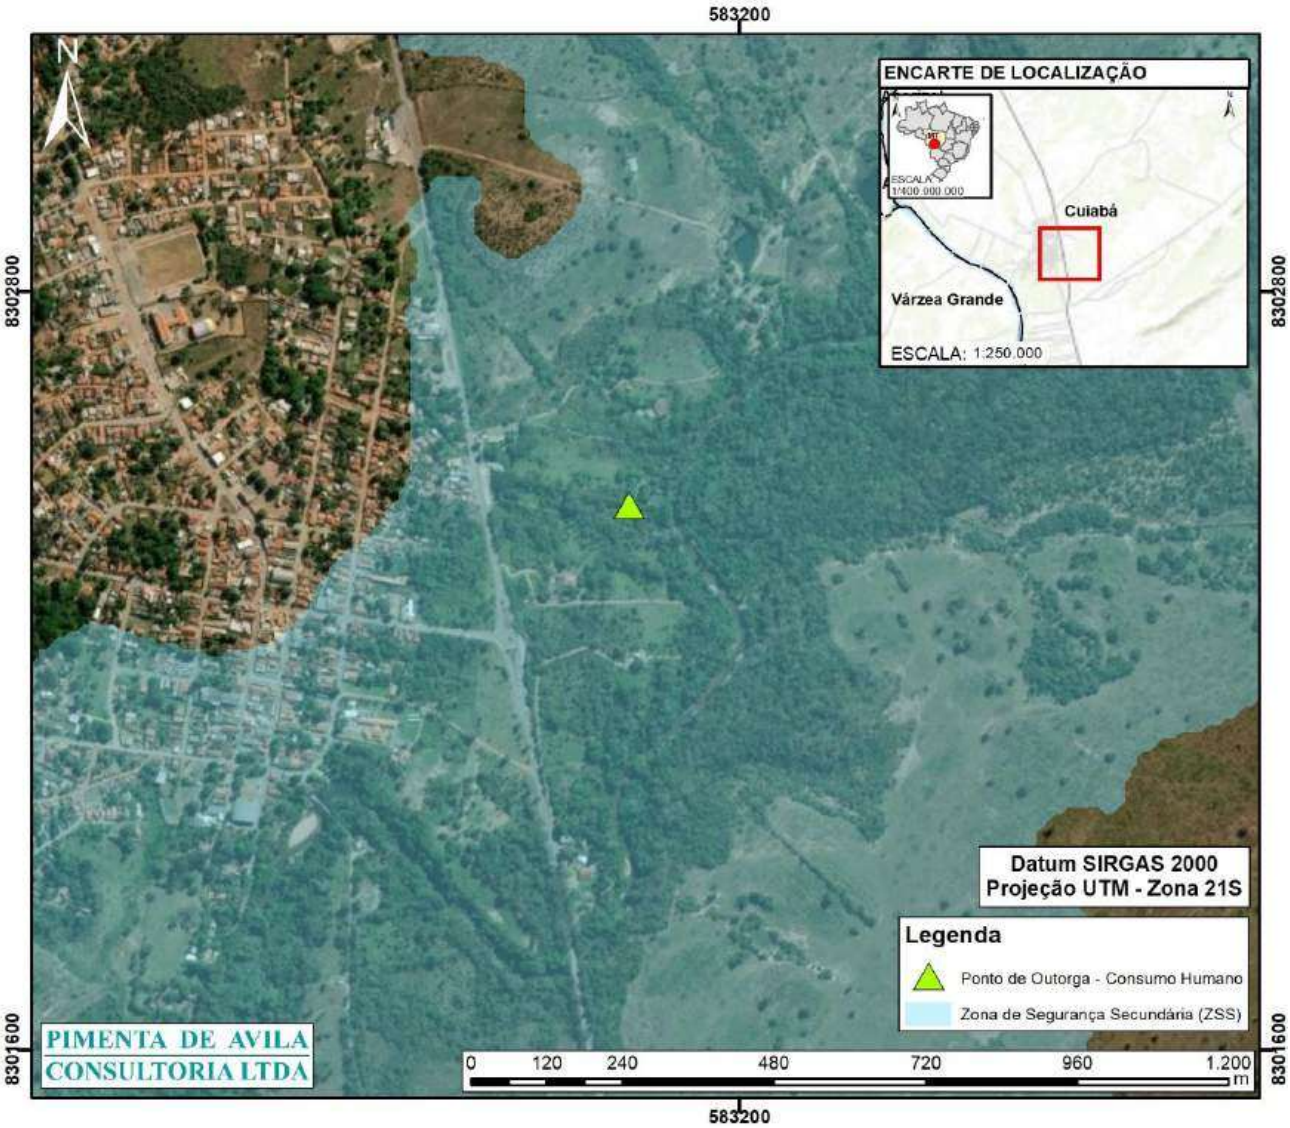 583200
N
ENCARTE DE LOCALIZAÇÃO
N
MT
ESCALA
1/400.000.000
Cuiabá
Várzea Grande
ESCALA: 1:250.000
8302800
8302800
Datum SIRGAS 2000
Projeção UTM - Zona 21S
Legenda
Ponto de Outorga - Consumo Humano
Zona de Segurança Secundária (ZSS)
PIMENTA DE AVILA
CONSULTORIA LTDA
8301600
8301600
0 120 240 480 720 960 1.200
m
583200